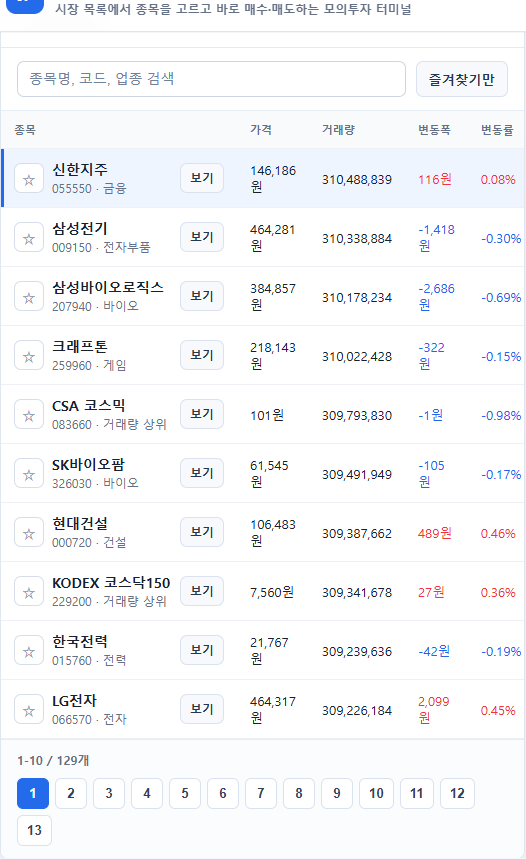 시장 목록에서 종목을 고르고 바로 매수·매도하는 모의투자 터미널
종목명, 코드, 업종 검색
즐겨찾기만
종목 가격 거래량 변동폭 변동률
☆ 신한지주 보기 146,186원 310,488,839 116원 0.08%
055550 · 금융
☆ 삼성전기 보기 464,281원 310,338,884 -1,418원 -0.30%
009150 · 전자부품
☆ 삼성바이오로직스 보기 384,857원 310,178,234 -2,686원 -0.69%
207940 · 바이오
☆ 크래프톤 보기 218,143원 310,022,428 -322원 -0.15%
259960 · 게임
☆ CSA 코스믹 보기 101원 309,793,830 -1원 -0.98%
083660 · 거래량 상위
☆ SK바이오팜 보기 61,545원 309,491,949 -105원 -0.17%
326030 · 바이오
☆ 현대건설 보기 106,483원 309,387,662 489원 0.46%
000720 · 건설
☆ KODEX 코스닥150 보기 7,560원 309,341,678 27원 0.36%
229200 · 거래량 상위
☆ 한국전력 보기 21,767원 309,239,636 -42원 -0.19%
015760 · 전력
☆ LG전자 보기 464,317원 309,226,184 2,099원 0.45%
066570 · 전자
1-10 / 129개
1 2 3 4 5 6 7 8 9 10 11 12
13